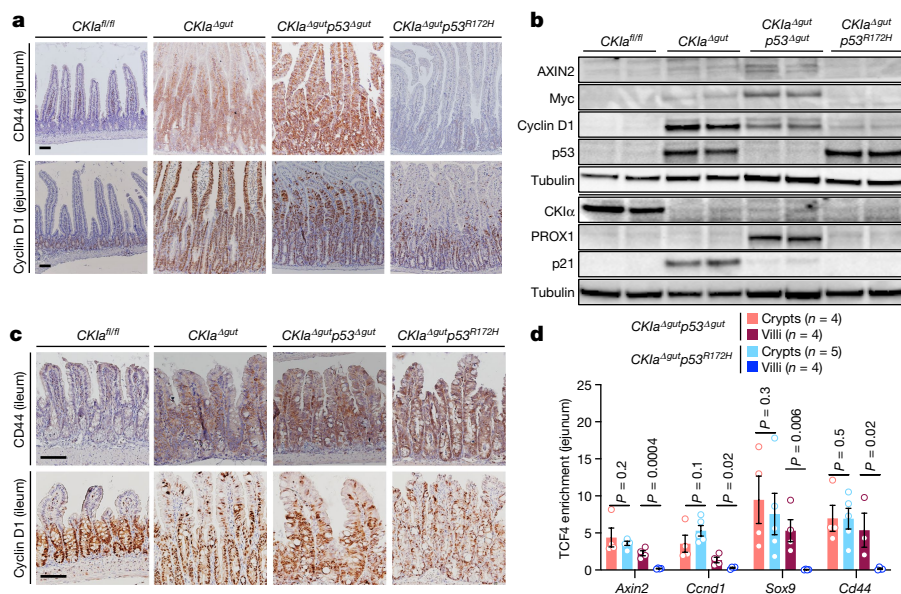 a
CKIa^fl/fl CKIa^Δgut CKIa^Δgut p53^Δgut CKIa^Δgut p53^R172H
CD44 (jejunum)
Cyclin D1 (jejunum)
b
CKIa^fl/fl CKIa^Δgut CKIa^Δgut p53^Δgut CKIa^Δgut p53^R172H
AXIN2
Myc
Cyclin D1
p53
Tubulin
CKIα
PROX1
p21
Tubulin
c
CKIa^fl/fl CKIa^Δgut CKIa^Δgut p53^Δgut CKIa^Δgut p53^R172H
CD44 (ileum)
Cyclin D1 (ileum)
d
CKIa^Δgut p53^Δgut
Crypts (n = 4)
Villi (n = 4)
CKIa^Δgut p53^R172H
Crypts (n = 5)
Villi (n = 4)
TCF4 enrichment (jejunum)
25
20
15
10
5
0
P = 0.2
P = 0.0004
P = 0.1
P = 0.02
P = 0.3
P = 0.006
P = 0.5
P = 0.02
Axin2 Ccnd1 Sox9 Cd44